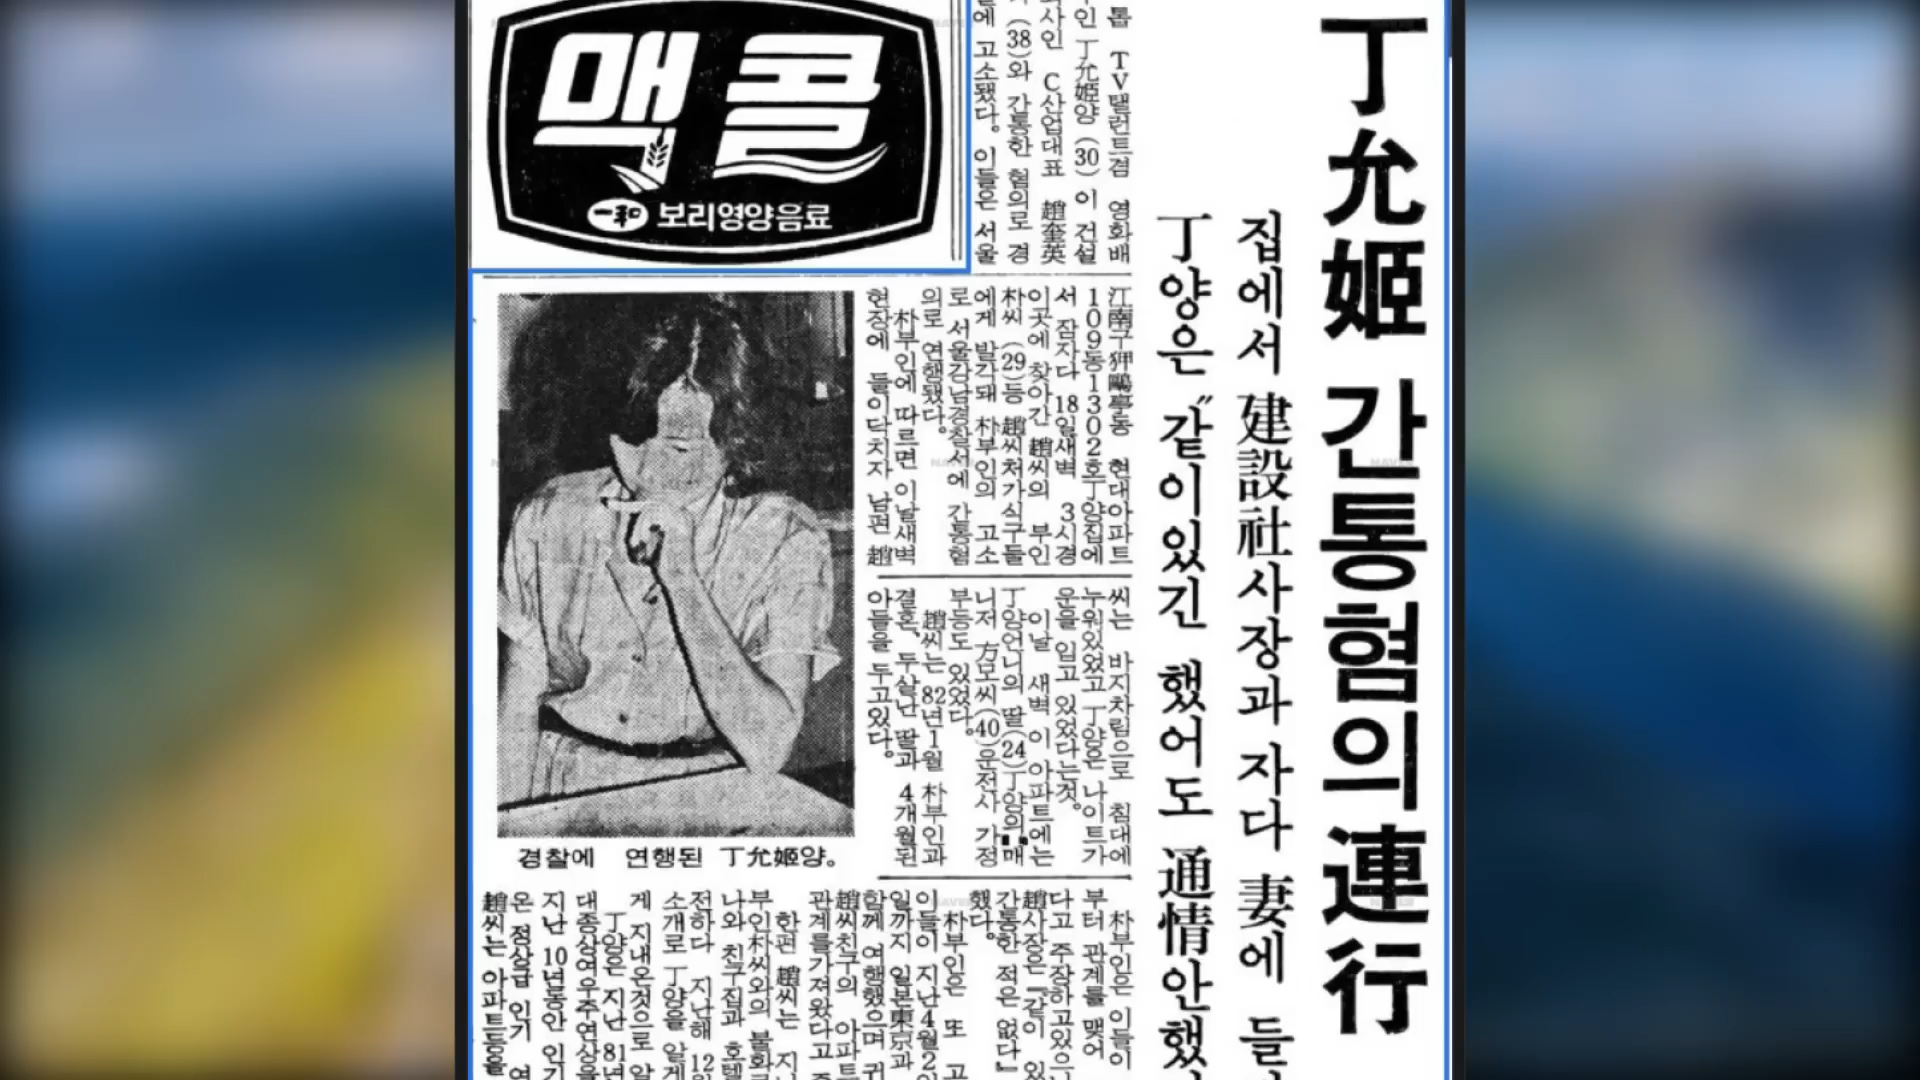 丁允姬 간통혐의 連行
집에서 建設社사장과 자다 妻에 들
丁양은 “같이있긴 했어도 通情안했
톱 TV탤런트겸 영화배
인 丁允姬양 (30)이 건설
사인 C산업대표 趙奎英
(38)와 간통한 혐의로 경
에 고소됐다. 이들은 서울
맥콜
一和 보리영양음료
江南구狎鷗亭동 현대아파트
109동1302호丁양집에
서 잠자다 18일새벽 3시경
이곳에 찾아간 趙씨의 부인
朴씨 (29)등 趙씨처가식구들
에게 발각돼 朴부인의 고소
로 서울강남경찰서에 간통혐
의로 연행됐다.
朴부인에 따르면 이날새벽
현장에 들이닥치자 남편 趙
씨는 바지차림으로 침대에
누워있었고 丁양은 나이트가
운을 입고 있었다는것.
이날 새벽 이 아파트에는
丁양언니의 딸(24)丁양의 매
니저 方모씨(40)운전사 가정
부등도 있었다.
趙씨는 82년1월 朴부인과
결혼, 두살난 딸과 4개월된
아들을 두고있다.
경찰에 연행된 丁允姬양.
朴부인은 이들이
부터 관계를 맺어
다고 주장하고있으나
趙사장은 「같이 있
간통한 적은 없다」
했다.
朴부인은 또 고
이들이 지난4월2
일까지 일본東京과
함께 여행했으며 귀
趙씨친구의 아파트
관계를가져왔다고 주
한편 趙씨는 지
부인朴씨와의 불화
나와 친구집과 호텔
전하다 지난해 12
소개로 丁양을 알게
게 지내온것으로 알
丁양은 지난 81년
대종상여우주연상을
지난 10년동안 인기
온 정상급 인기 여
趙씨는 아파트등을